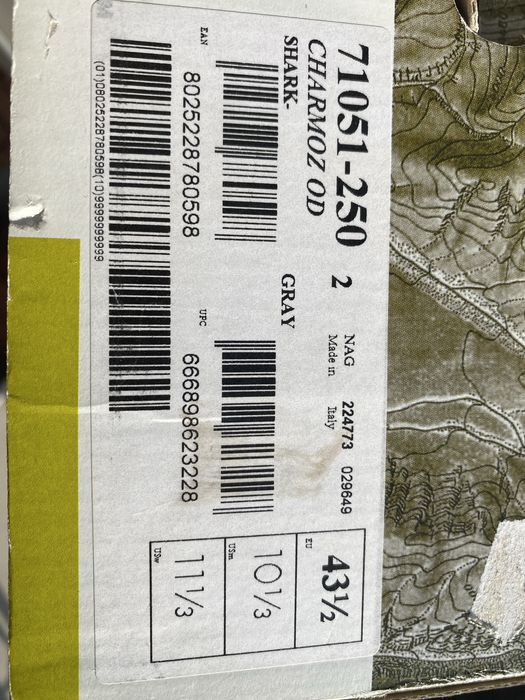 71051-250 2
CHARMOZ OD
SHARK-
GRAY
NAG 224773 029649
Made in Italy
EAN
8025228780598
UPC
666898623228
(01)08025228780598(10)9999999999
EU
43½
USm
10⅓
USw
11⅓